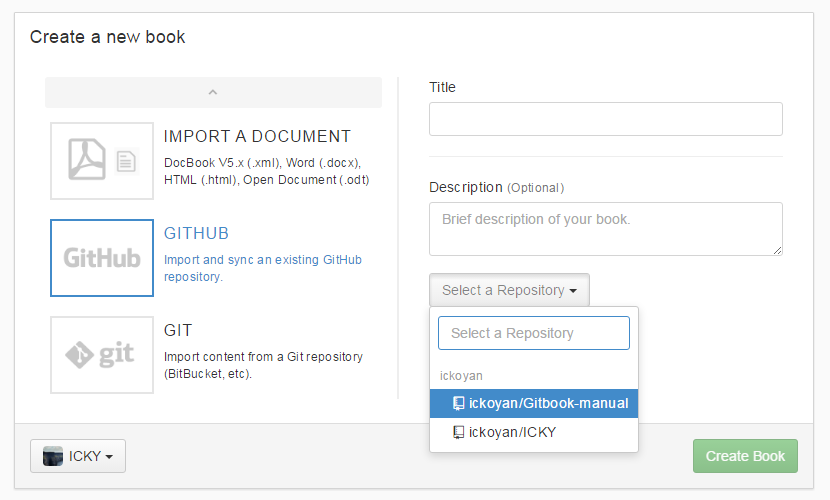 Create a new book
IMPORT A DOCUMENT
DocBook V5.x (.xml), Word (.docx),
HTML (.html), Open Document (.odt)
GitHub
GITHUB
Import and sync an existing GitHub
repository.
git
GIT
Import content from a Git repository
(BitBucket, etc).
Title
Description (Optional)
Brief description of your book.
Select a Repository
Select a Repository
ickoyan
ickoyan/Gitbook-manual
ickoyan/ICKY
ICKY
Create Book